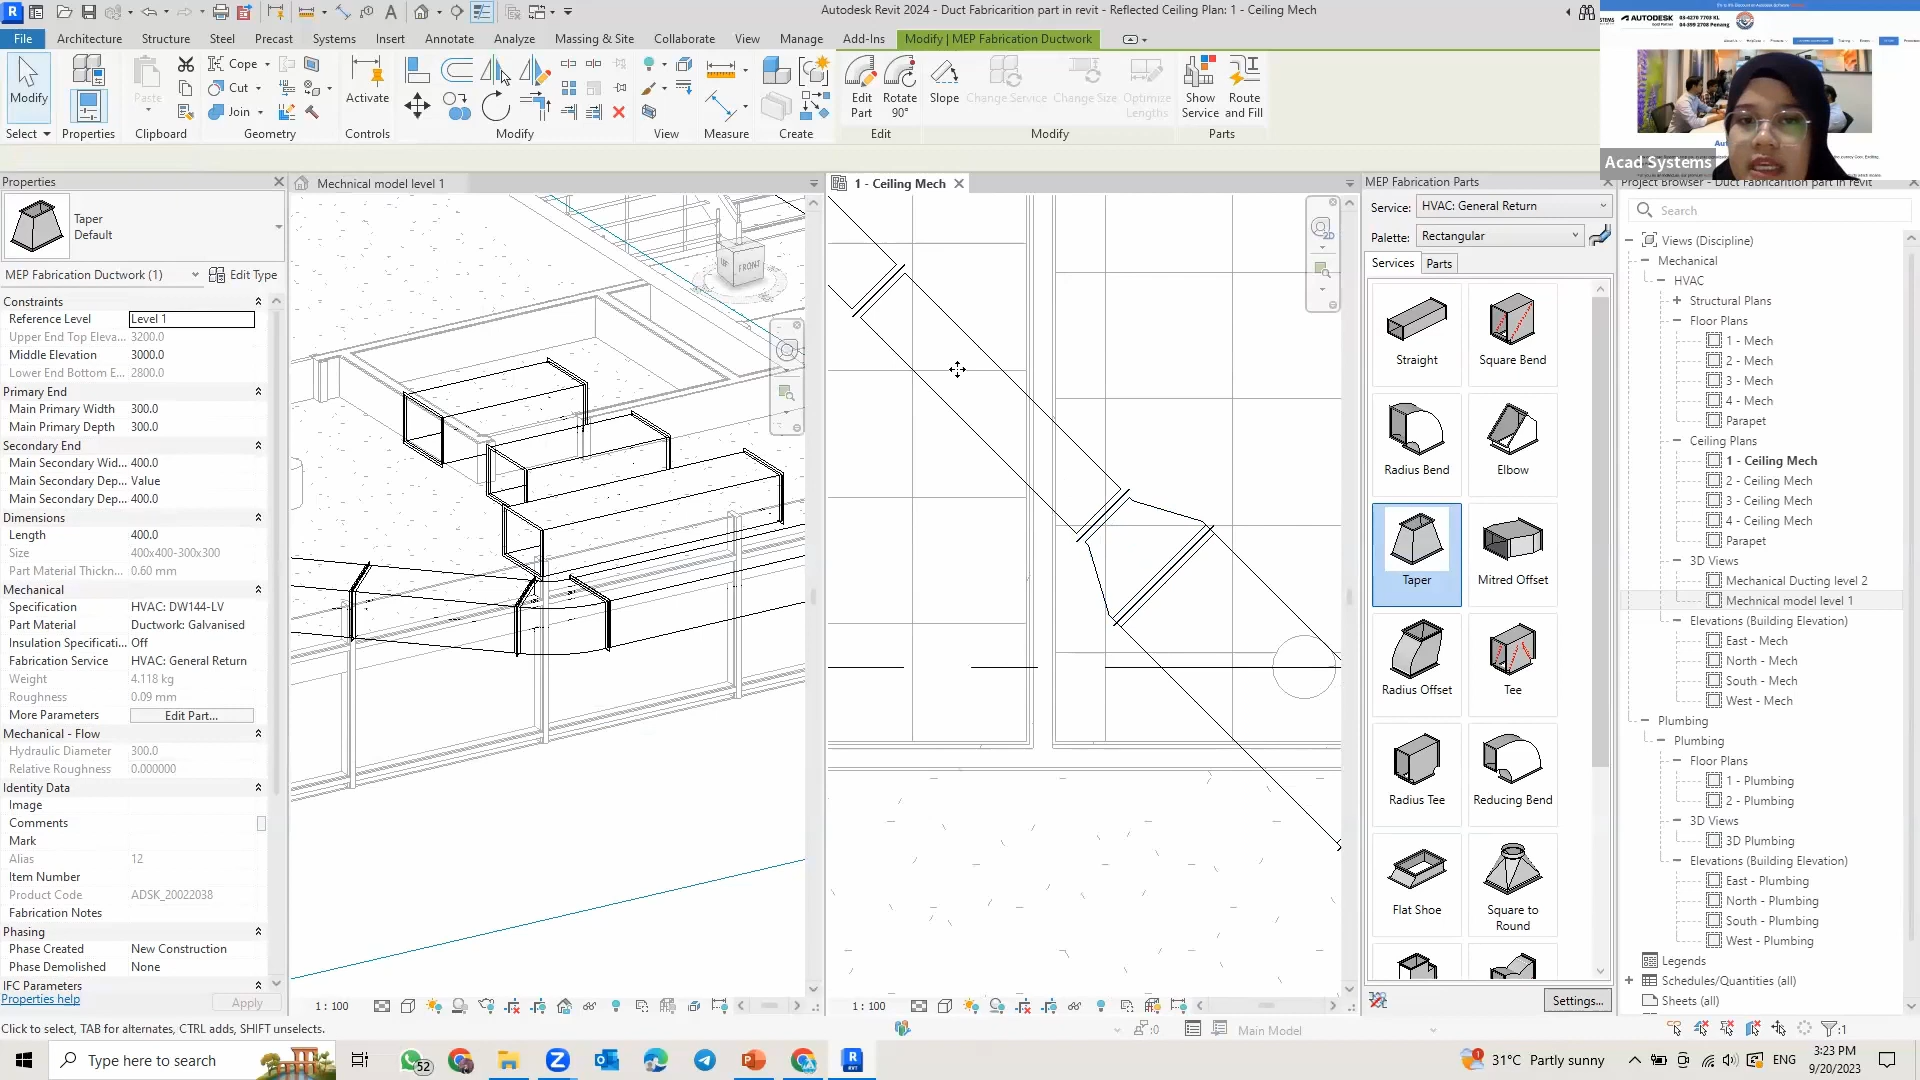 Autodesk Revit 2024 - Duct Fabricarition part in revit - Reflected Ceiling Plan: 1 - Ceiling Mech
File Architecture Structure Steel Precast Systems Insert Annotate Analyze Massing & Site Collaborate View Manage Add-Ins Modify | MEP Fabrication Ductwork
Modify
Select
Properties
Paste
Clipboard
Cope
Cut
Join
Geometry
Activate
Controls
Modify
View
Measure
Create
Edit Part
Rotate 90°
Edit
Slope
Change Service
Change Size
Optimize Lengths
Modify
Show Service
Route and Fill
Parts
AUTODESK
Acad Systems
Properties
Taper
Default
MEP Fabrication Ductwork (1)
Edit Type
Constraints
Reference Level Level 1
Upper End Top Eleva... 3200.0
Middle Elevation 3000.0
Lower End Bottom E... 2800.0
Primary End
Main Primary Width 300.0
Main Primary Depth 300.0
Secondary End
Main Secondary Wid... 400.0
Main Secondary Dep... Value
Main Secondary Dep... 400.0
Dimensions
Length 400.0
Size 400x400-300x300
Part Material Thickn... 0.60 mm
Mechanical
Specification HVAC: DW144-LV
Part Material Ductwork: Galvanised
Insulation Specificati... Off
Fabrication Service HVAC: General Return
Weight 4.118 kg
Roughness 0.09 mm
More Parameters Edit Part...
Mechanical - Flow
Hydraulic Diameter 300.0
Relative Roughness 0.000000
Identity Data
Image
Comments
Mark
Alias 12
Item Number
Product Code ADSK_20022038
Fabrication Notes
Phasing
Phase Created New Construction
Phase Demolished None
IFC Parameters
Properties help
Apply
Mechnical model level 1
FRONT
1 : 100
1 - Ceiling Mech
2D
1 : 100
MEP Fabrication Parts
Service: HVAC: General Return
Palette: Rectangular
Services Parts
Straight
Square Bend
Radius Bend
Elbow
Taper
Mitred Offset
Radius Offset
Tee
Radius Tee
Reducing Bend
Flat Shoe
Square to Round
Settings...
Project Browser - Duct Fabricarition part in revit
Search
Views (Discipline)
Mechanical
HVAC
Structural Plans
Floor Plans
1 - Mech
2 - Mech
3 - Mech
4 - Mech
Parapet
Ceiling Plans
1 - Ceiling Mech
2 - Ceiling Mech
3 - Ceiling Mech
4 - Ceiling Mech
Parapet
3D Views
Mechanical Ducting level 2
Mechnical model level 1
Elevations (Building Elevation)
East - Mech
North - Mech
South - Mech
West - Mech
Plumbing
Plumbing
Floor Plans
1 - Plumbing
2 - Plumbing
3D Views
3D Plumbing
Elevations (Building Elevation)
East - Plumbing
North - Plumbing
South - Plumbing
West - Plumbing
Legends
Schedules/Quantities (all)
Sheets (all)
Click to select, TAB for alternates, CTRL adds, SHIFT unselects.
:0
Main Model
:1
Type here to search
52
31°C Partly sunny
ENG
3:23 PM
9/20/2023